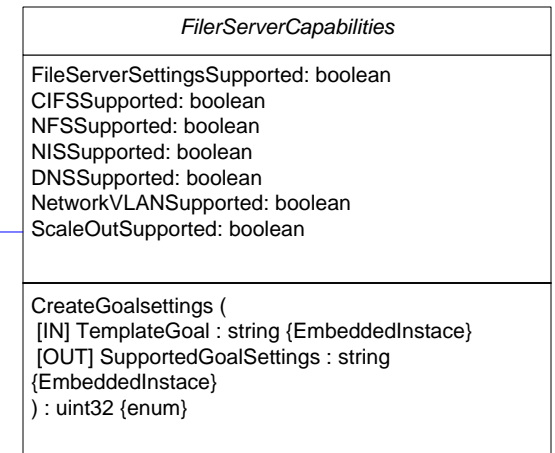 FilerServerCapabilities
FileServerSettingsSupported: boolean
CIFSSupported: boolean
NFSSupported: boolean
NISSupported: boolean
DNSSupported: boolean
NetworkVLANSupported: boolean
ScaleOutSupported: boolean
CreateGoalsettings (
[IN] TemplateGoal : string {EmbeddedInstace}
[OUT] SupportedGoalSettings : string
{EmbeddedInstace}
) : uint32 {enum}